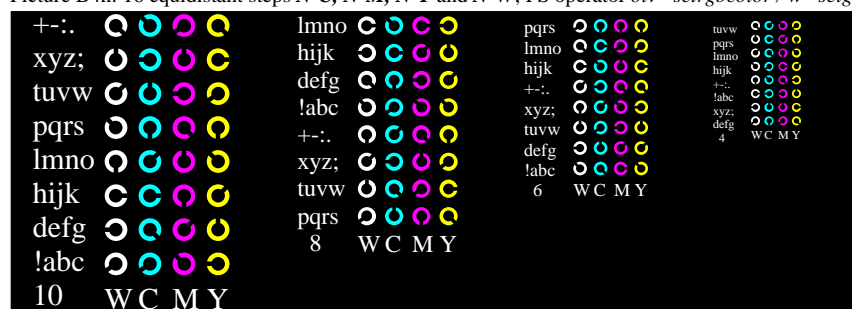 +-:.
xyz;
tuvw
pqrs
lmno
hijk
defg
!abc
10 W C M Y
lmno
hijk
defg
!abc
+-:.
xyz;
tuvw
pqrs
8 W C M Y
pqrs
lmno
hijk
+-:.
xyz;
tuvw
defg
!abc
6 W C M Y
tuvw
pqrs
lmno
hijk
+-:.
!abc
xyz;
defg
4 W C M Y